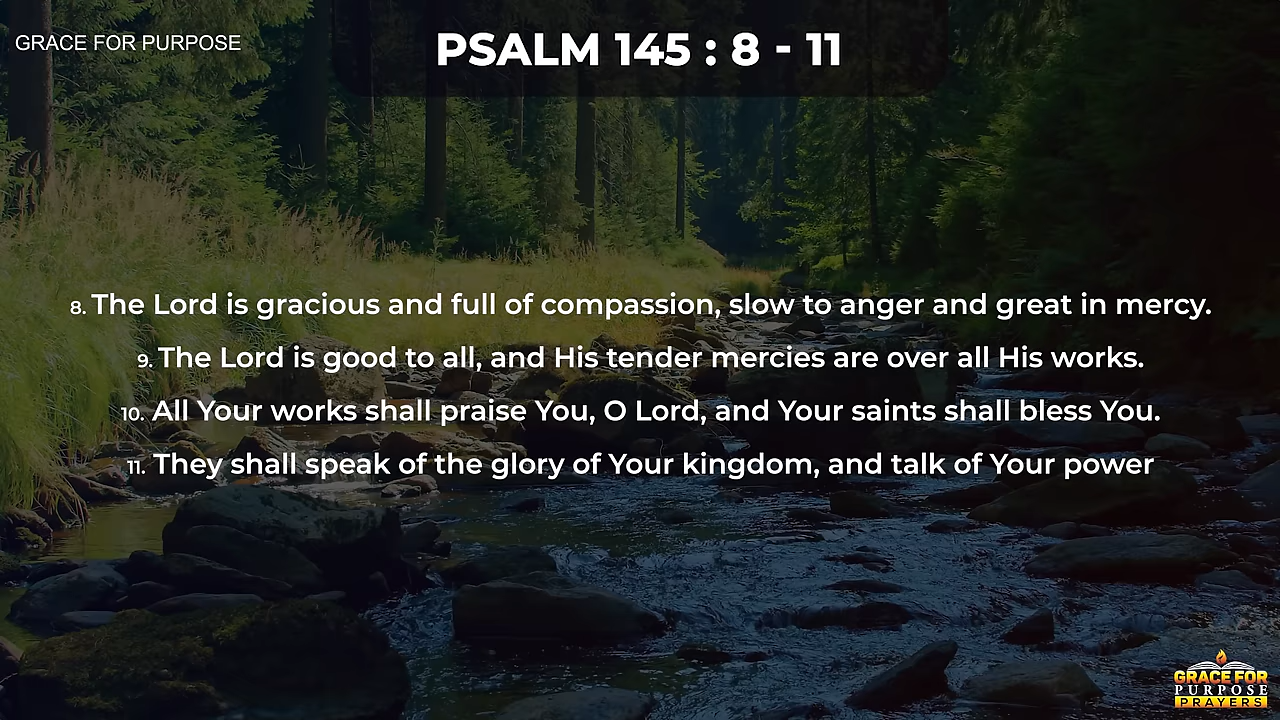 GRACE FOR PURPOSE
PSALM 145 : 8 - 11
8. The Lord is gracious and full of compassion, slow to anger and great in mercy.
9. The Lord is good to all, and His tender mercies are over all His works.
10. All Your works shall praise You, O Lord, and Your saints shall bless You.
11. They shall speak of the glory of Your kingdom, and talk of Your power
GRACE FOR
PURPOSE
PRAYERS